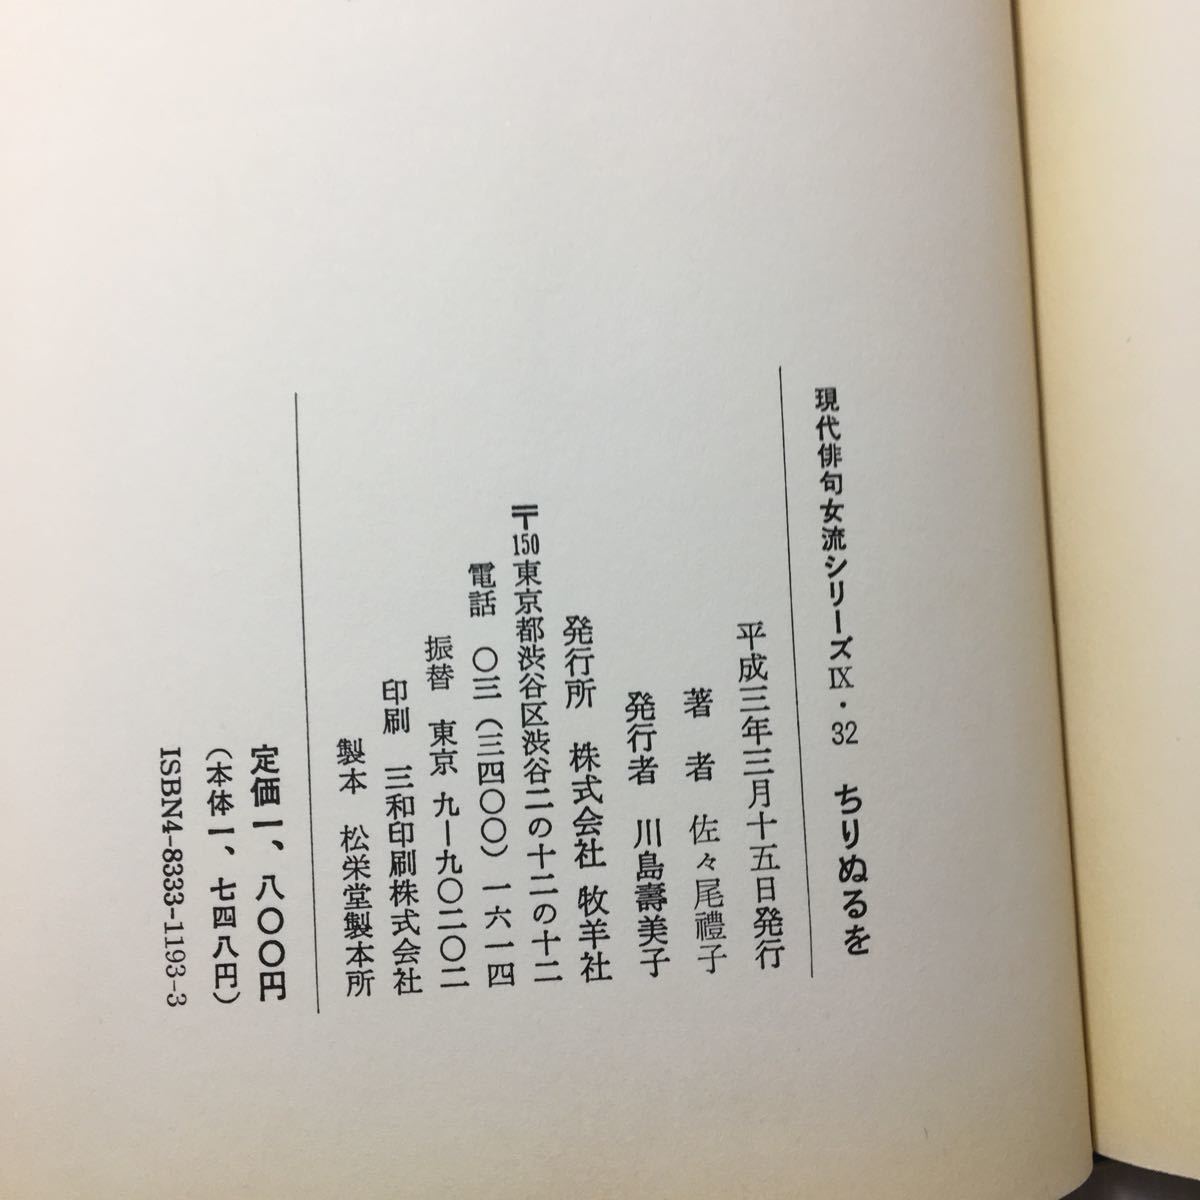 現代俳句女流シリーズⅨ・32 ちりぬるを
平成三年三月十五日発行
著者 佐々尾禮子
発行者 川島壽美子
発行所 株式会社 牧羊社
〒150東京都渋谷区渋谷二の十二の十二
電話 〇三(三四〇〇)一六一四
振替 東京 九―九〇二〇二
印刷 三和印刷株式会社
製本 松栄堂製本所
定価一、八〇〇円
(本体一、七四八円)
ISBN4-8333-1193-3